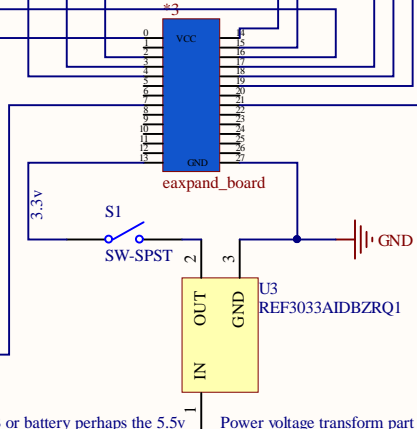 *3
0
1
2
3
4
5
6
7
8
9
10
11
12
13
VCC
GND
14
15
16
17
18
19
20
21
22
23
24
25
26
27
eaxpand_board
3.3v
S1
SW-SPST
GND
2
3
OUT
GND
IN
1
U3
REF3033AIDBZRQ1
or battery perhaps the 5.5v
Power voltage transform part